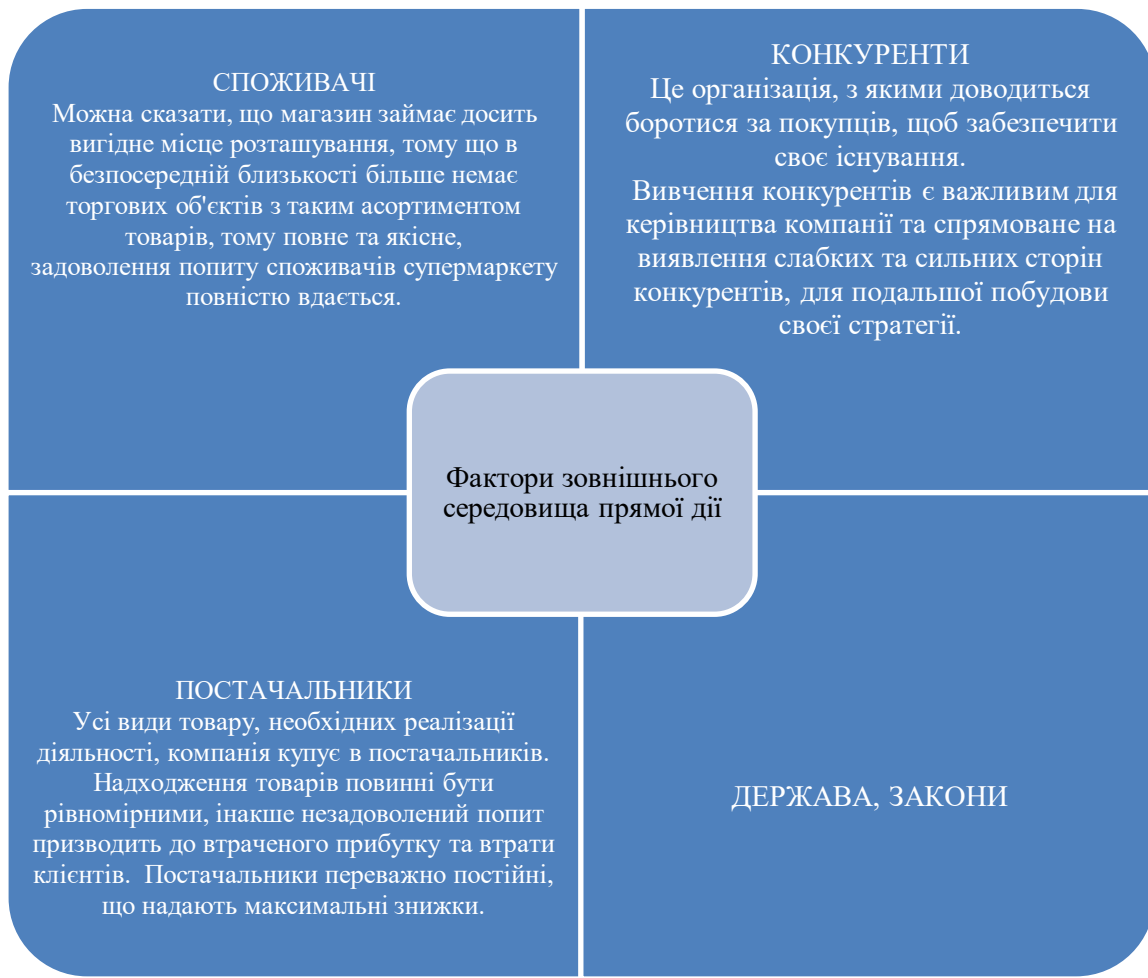 СПОЖИВАЧІ
Можна сказати, що магазин займає досить
вигідне місце розташування, тому що в
безпосередній близькості більше немає
торгових об'єктів з таким асортиментом
товарів, тому повне та якісне,
задоволення попиту споживачів супермаркету
повністю вдається.
КОНКУРЕНТИ
Це організація, з якими доводиться
боротися за покупців, щоб забезпечити
своє існування.
Вивчення конкурентів є важливим для
керівництва компанії та спрямоване на
виявлення слабких та сильних сторін
конкурентів, для подальшої побудови
своєї стратегії.
Фактори зовнішнього
середовища прямої дії
ПОСТАЧАЛЬНИКИ
Усі види товару, необхідних реалізації
діяльності, компанія купує в постачальників.
Надходження товарів повинні бути
рівномірними, інакше незадоволений попит
призводить до втраченого прибутку та втрати
клієнтів. Постачальники переважно постійні,
що надають максимальні знижки.
ДЕРЖАВА, ЗАКОНИ